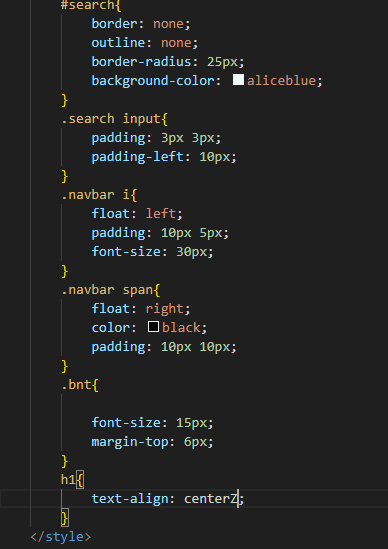 #search{
border: none;
outline: none;
border-radius: 25px;
background-color: aliceblue;
}
.search input{
padding: 3px 3px;
padding-left: 10px;
}
.navbar i{
float: left;
padding: 10px 5px;
font-size: 30px;
}
.navbar span{
float: right;
color: black;
padding: 10px 10px;
}
.bnt{
font-size: 15px;
margin-top: 6px;
}
h1{
text-align: centerZ;
}
</style>